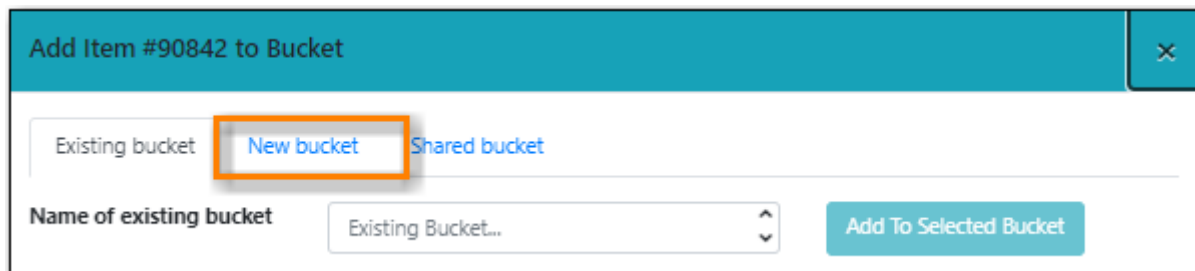 Add Item #90842 to Bucket ×
Existing bucket New bucket Shared bucket
Name of existing bucket Existing Bucket... Add To Selected Bucket